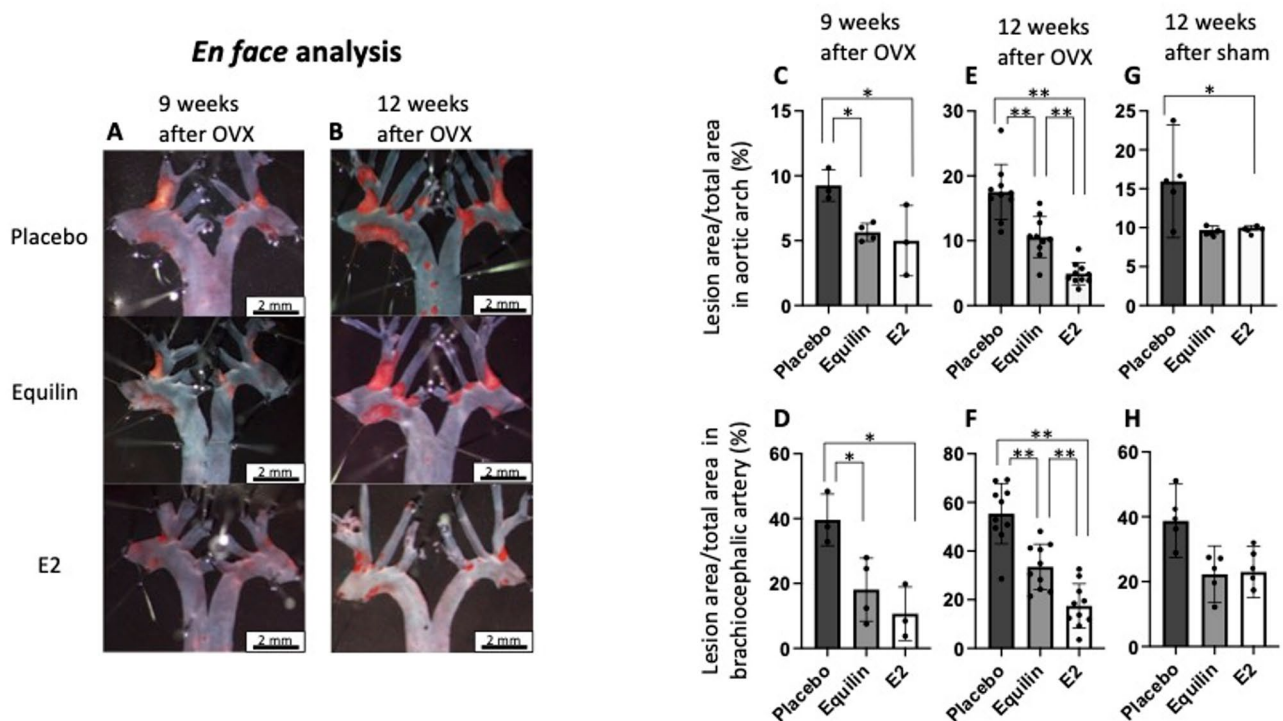 En face analysis
9 weeks
after OVX
12 weeks
after OVX
A
B
Placebo
Equilin
E2
2 mm
2 mm
2 mm
2 mm
2 mm
2 mm
9 weeks
after OVX
12 weeks
after OVX
12 weeks
after sham
C
E
G
Lesion area/total area
in aortic arch (%)
*
*
15
10
5
0
Placebo
Equilin
E2
**
**
**
30
20
10
0
Placebo
Equilin
E2
*
25
20
15
10
5
0
Placebo
Equilin
E2
D
F
H
Lesion area/total area in
brachiocephalic artery (%)
*
*
60
40
20
0
Placebo
Equilin
E2
**
**
**
80
60
40
20
0
Placebo
Equilin
E2
60
40
20
0
Placebo
Equilin
E2